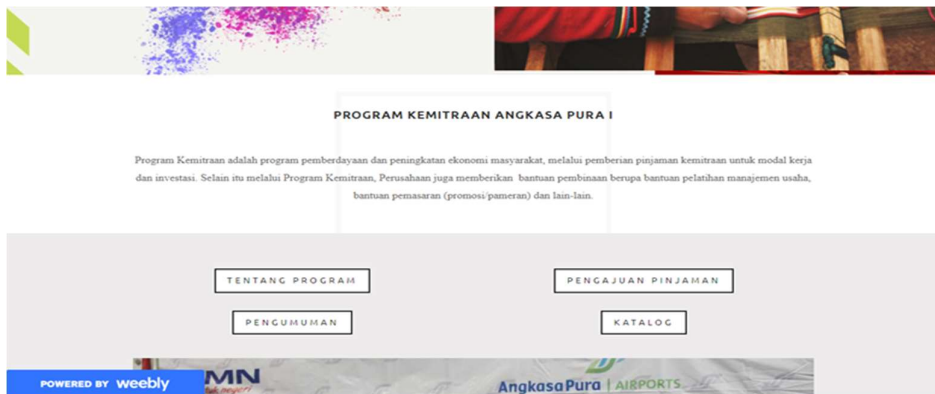 PROGRAM KEMITRAAN ANGKASA PURA I
Program Kemitraan adalah program pemberdayaan dan peningkatan ekonomi masyarakat, melalui pemberian pinjaman kemitraan untuk modal kerja
dan investasi. Selain itu melalui Program Kemitraan, Perusahaan juga memberikan bantuan pembinaan berupa bantuan pelatihan manajemen usaha,
bantuan pemasaran (promosi/pameran) dan lain-lain.
TENTANG PROGRAM
PENGAJUAN PINJAMAN
PENGUMUMAN
KATALOG
MN
negeri
AngkasaPura | AIRPORTS
POWERED BY weebly